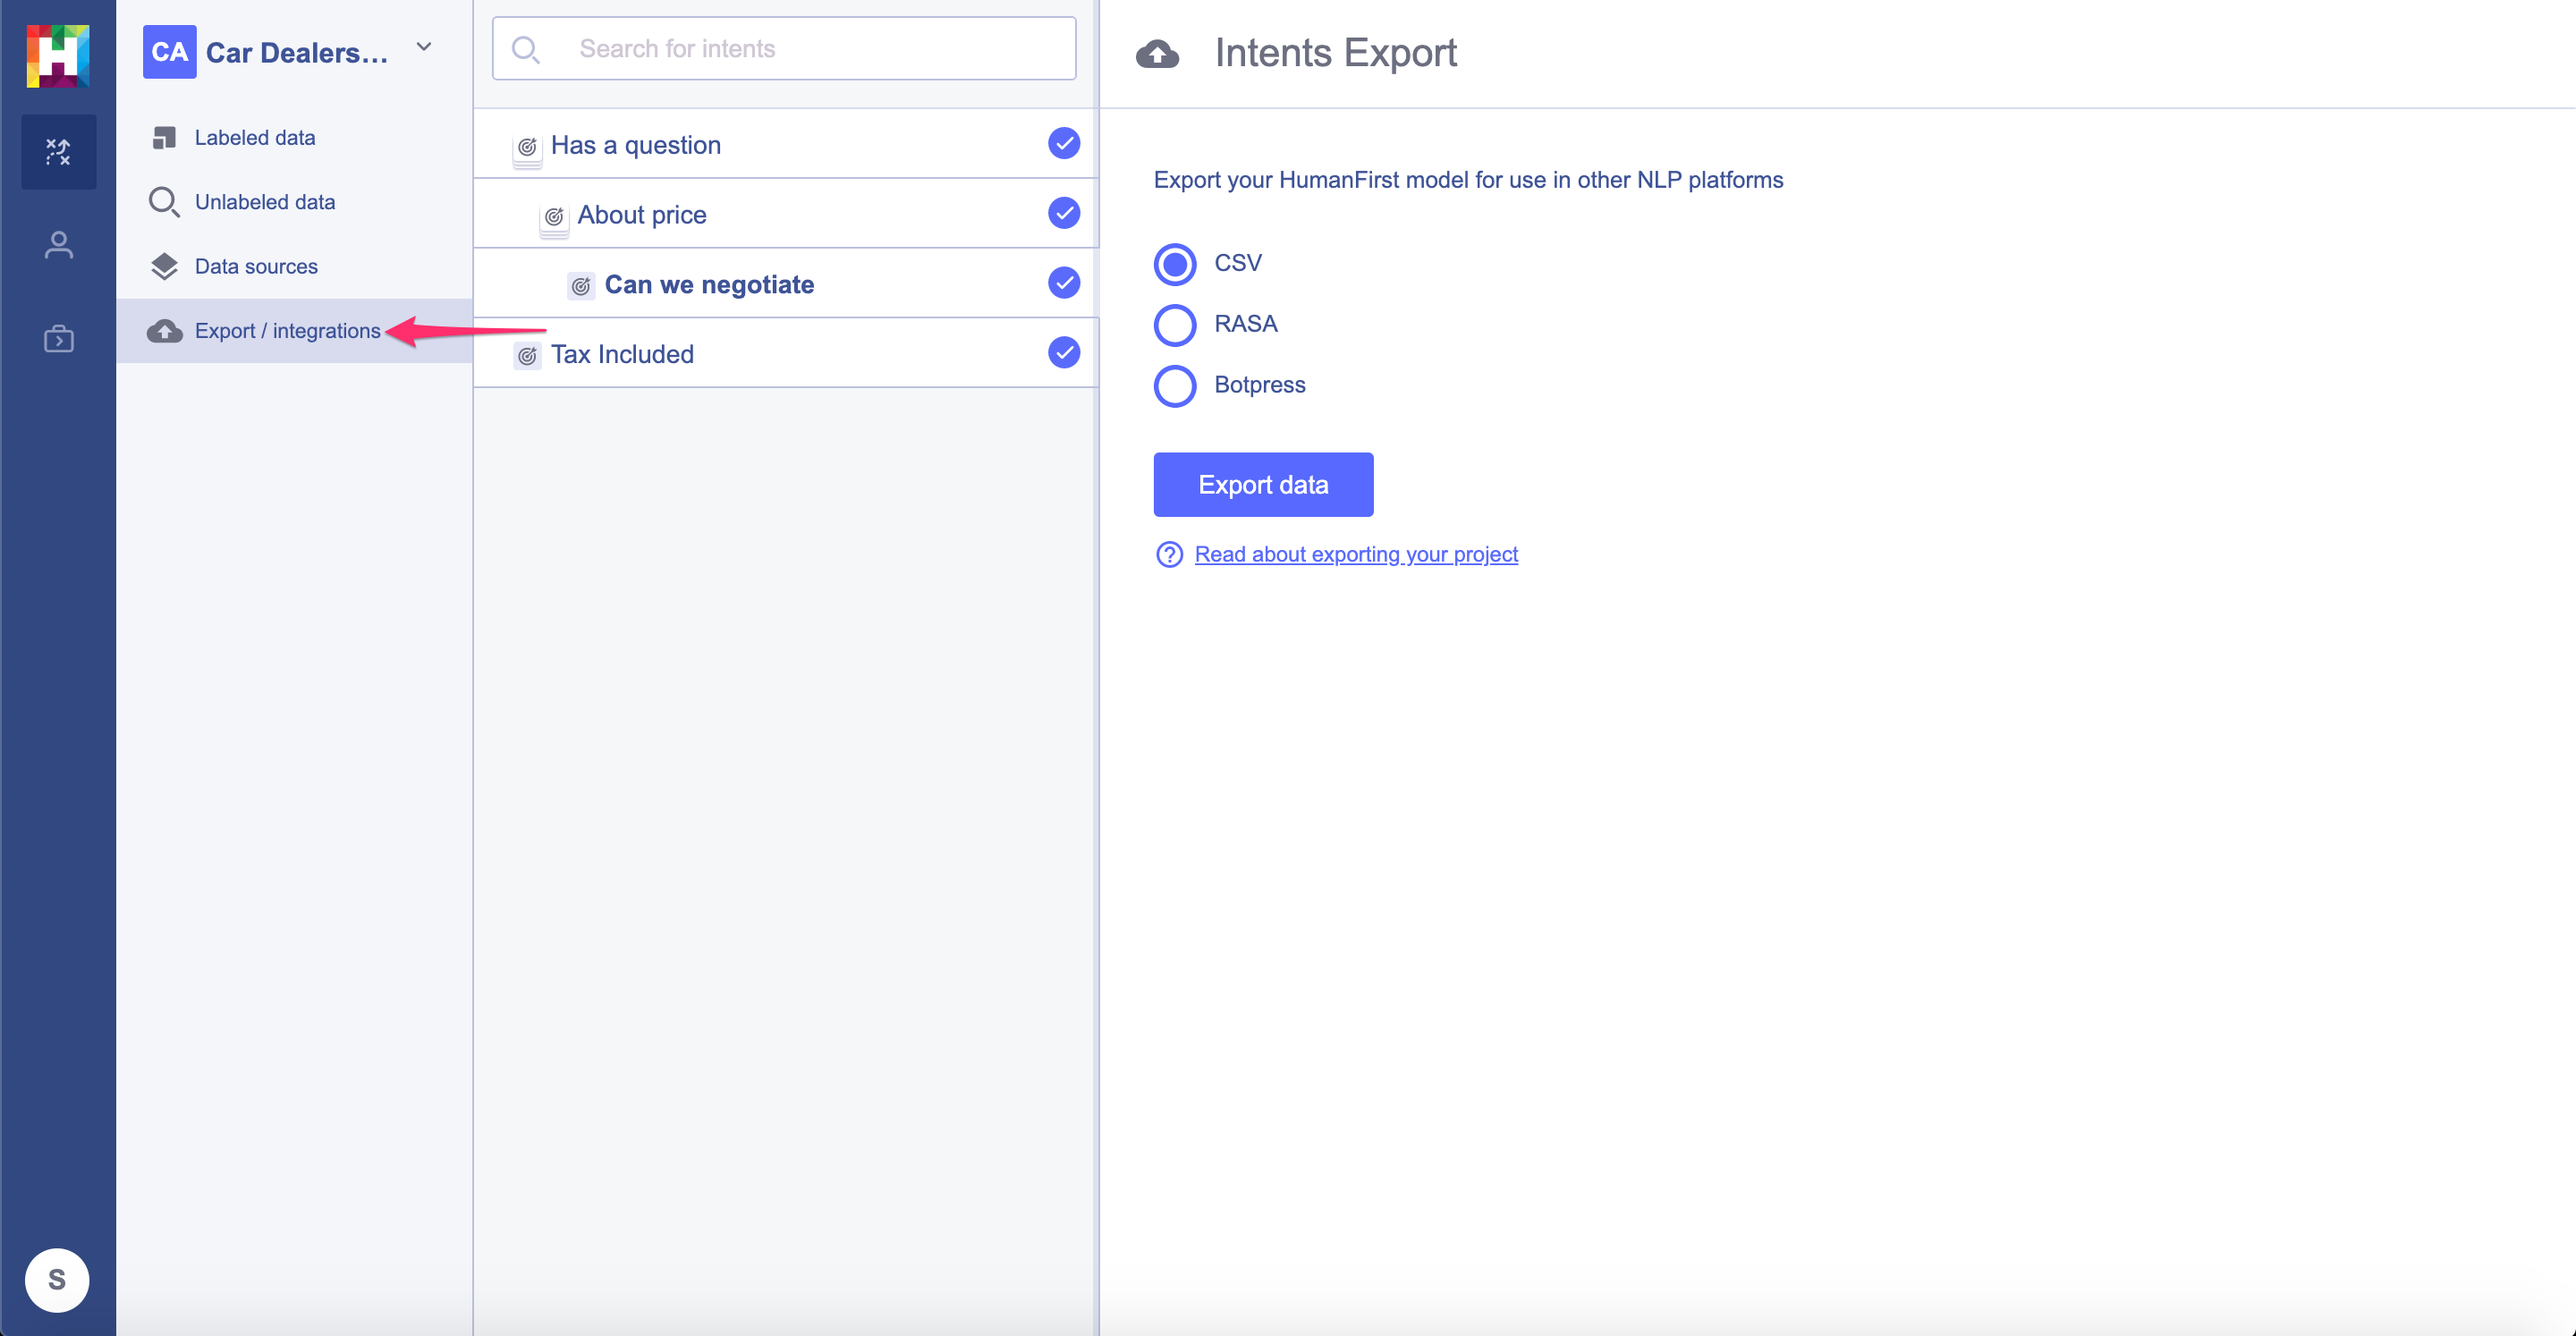 H
CA Car Dealers...
Labeled data
Unlabeled data
Data sources
Export / integrations
S
Search for intents
Has a question
About price
Can we negotiate
Tax Included
Intents Export
Export your HumanFirst model for use in other NLP platforms
CSV
RASA
Botpress
Export data
Read about exporting your project